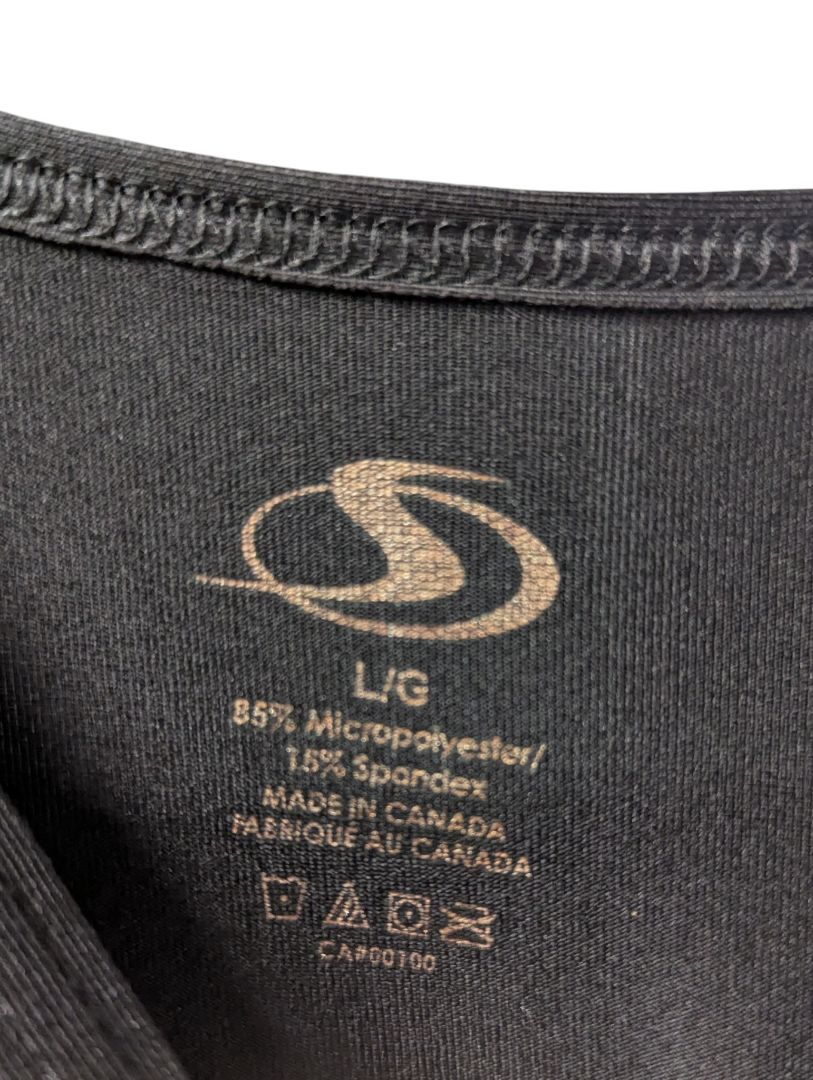 S
L/G
85% Micropolyester/
15% Spandex
MADE IN CANADA
FABRIQUÉ AU CANADA
CA#00100